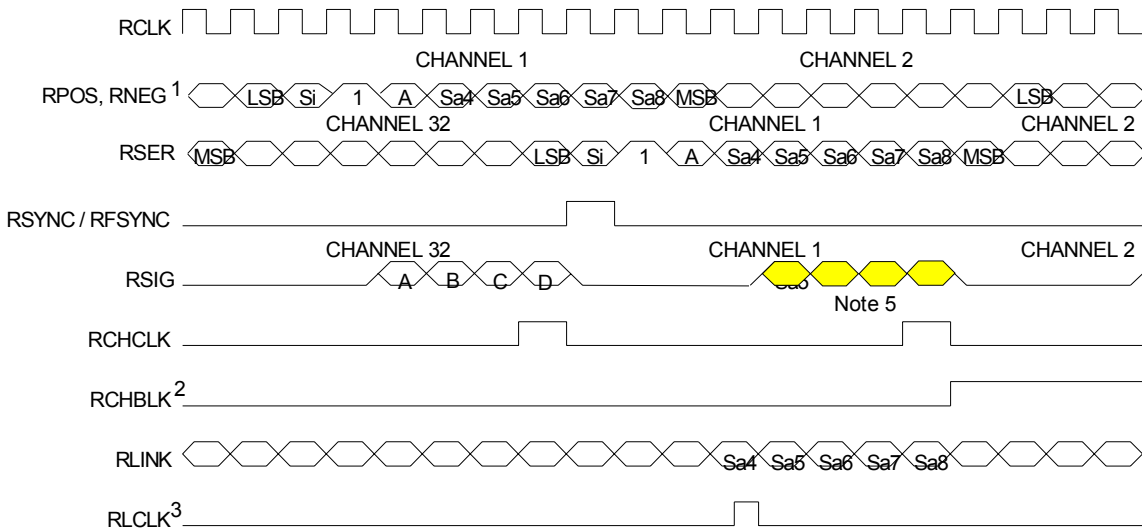 RCLK
CHANNEL 1 CHANNEL 2
RPOS, RNEG 1 LSB Si 1 A Sa4 Sa5 Sa6 Sa7 Sa8 MSB LSB
CHANNEL 32 CHANNEL 1 CHANNEL 2
RSER MSB LSB Si 1 A Sa4 Sa5 Sa6 Sa7 Sa8 MSB
RSYNC / RFSYNC
CHANNEL 32 CHANNEL 1 CHANNEL 2
RSIG A B C D
Note 5
RCHCLK
RCHBLK 2
RLINK Sa4 Sa5 Sa6 Sa7 Sa8
RLCLK 3